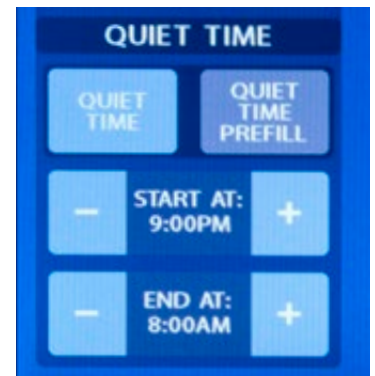 QUIET TIME
QUIET
TIME
QUIET
TIME
PREFILL
−
START AT:
9:00PM
+
−
END AT:
8:00AM
+